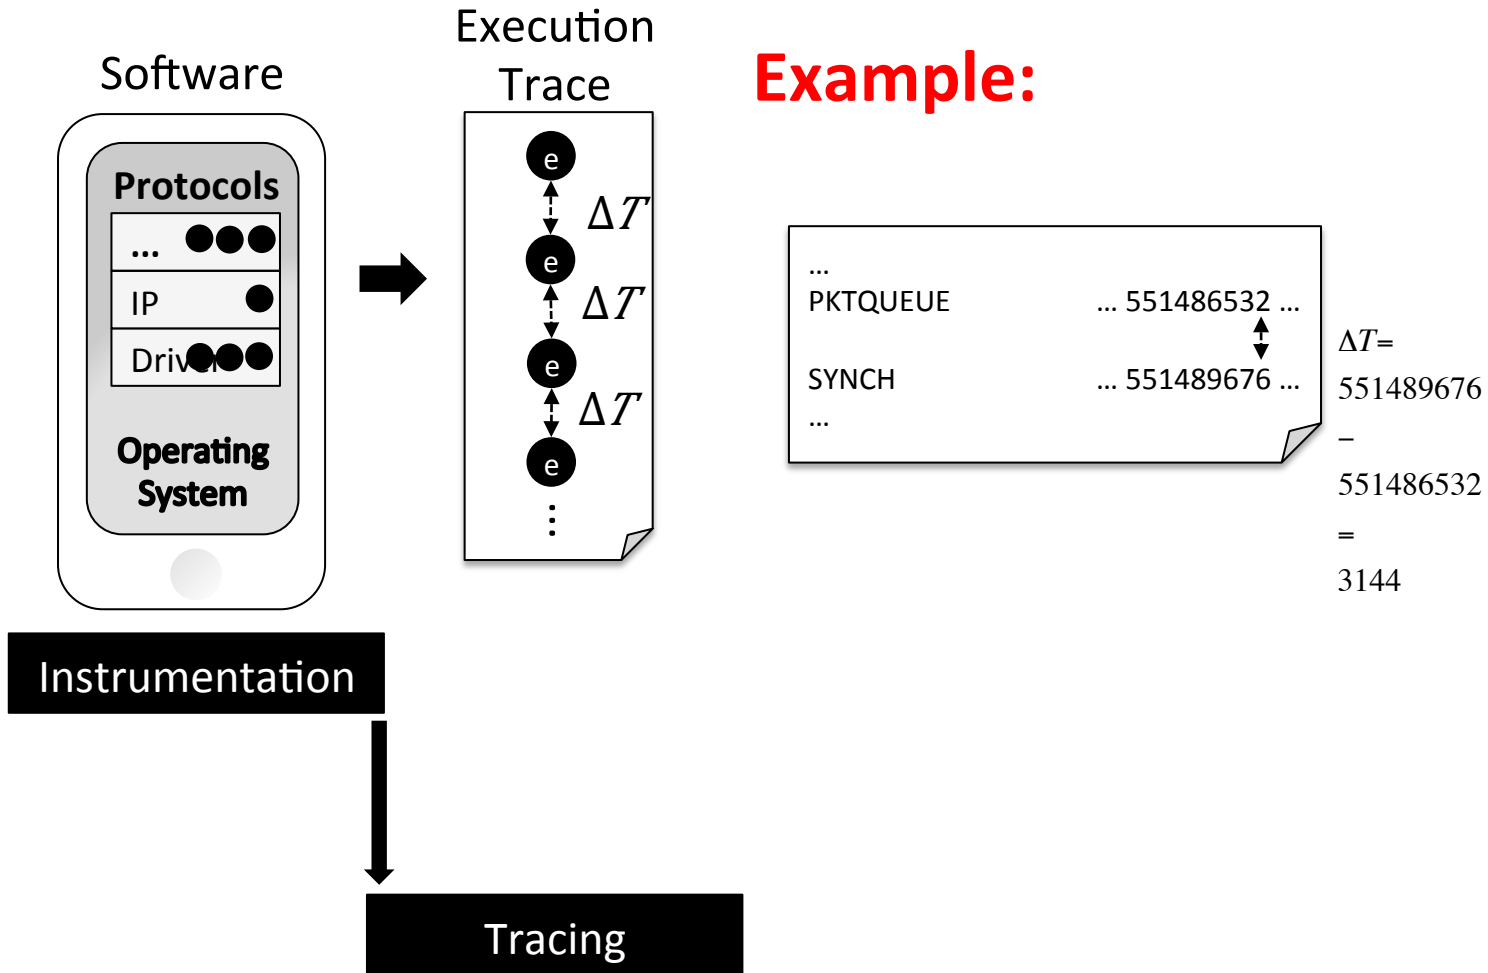 Software
Protocols
...
IP
Driver
Operating
System
Execution
Trace
e
ΔT
e
ΔT
e
ΔT
e
...
Example:
...
PKTQUEUE ... 551486532 ...
SYNCH ... 551489676 ...
...
ΔT=
551489676
–
551486532
=
3144
Instrumentation
Tracing